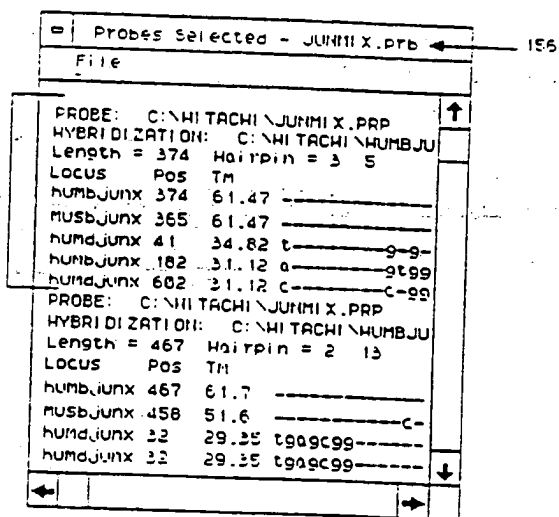 Probes Selected - JUNMIX.prb
156
File
PROBE: C:\HITACHI\JUNMIX.PRP
HYBRIDIZATION: C:\HITACHI\HUMBJU
Length = 374 Hairpin = 3 5
Locus Pos TM
humbjunx 374 61.47 --------------
musbjunx 365 61.47 --------------
humdjunx 41 34.82 t---------g-g-
humbjunx 182 31.12 a---------gtgg
humdjunx 602 31.12 c---------c-gg
PROBE: C:\HITACHI\JUNMIX.PRP
HYBRIDIZATION: C:\HITACHI\HUMBJU
Length = 467 Hairpin = 2 13
Locus Pos TM
humbjunx 467 61.7 --------------
musbjunx 458 51.6 ------------c-
humdjunx 32 29.35 tgagcgg-------
humdjunx 32 29.35 tgagcgg-------